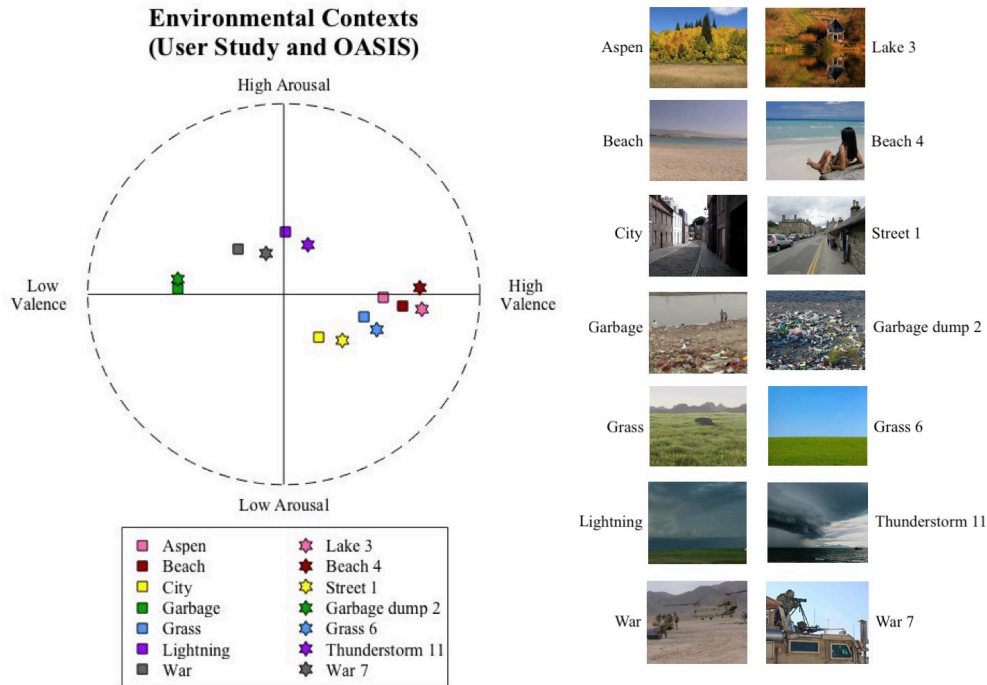 Environmental Contexts
(User Study and OASIS)
High Arousal
Low
Valence
High
Valence
Low Arousal
Aspen
Lake 3
Beach
Beach 4
City
Street 1
Garbage
Garbage dump 2
Grass
Grass 6
Lightning
Thunderstorm 11
War
War 7
Aspen
Lake 3
Beach
Beach 4
City
Street 1
Garbage
Garbage dump 2
Grass
Grass 6
Lightning
Thunderstorm 11
War
War 7